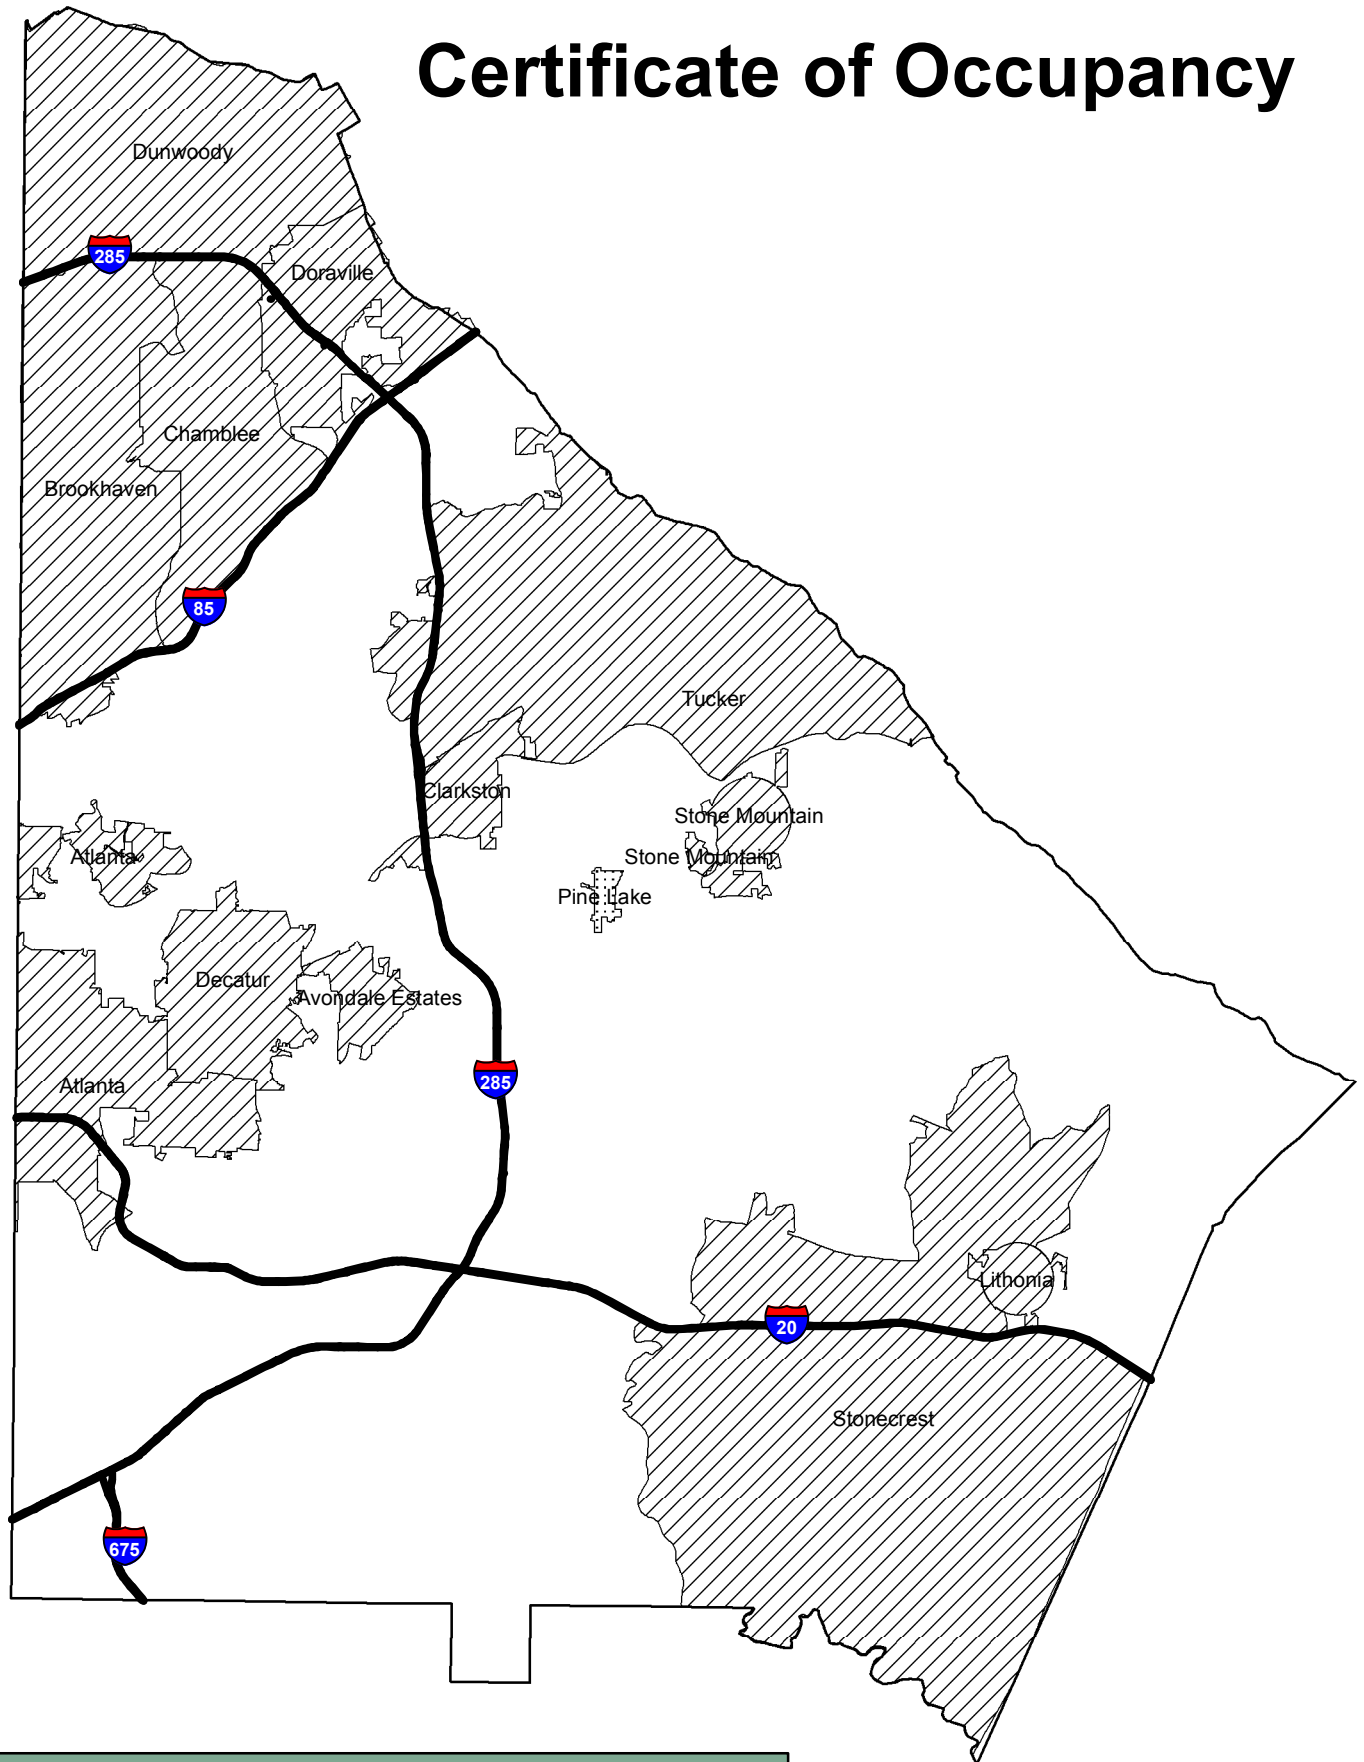 Certificate of Occupancy
Dunwoody
285
Doraville
Chamblee
Brookhaven
85
Tucker
Clarkston
Stone Mountain
Atlanta
Stone Mountain
Pine Lake
Decatur
Avondale Estates
285
Atlanta
Lithonia
20
Stonecrest
675